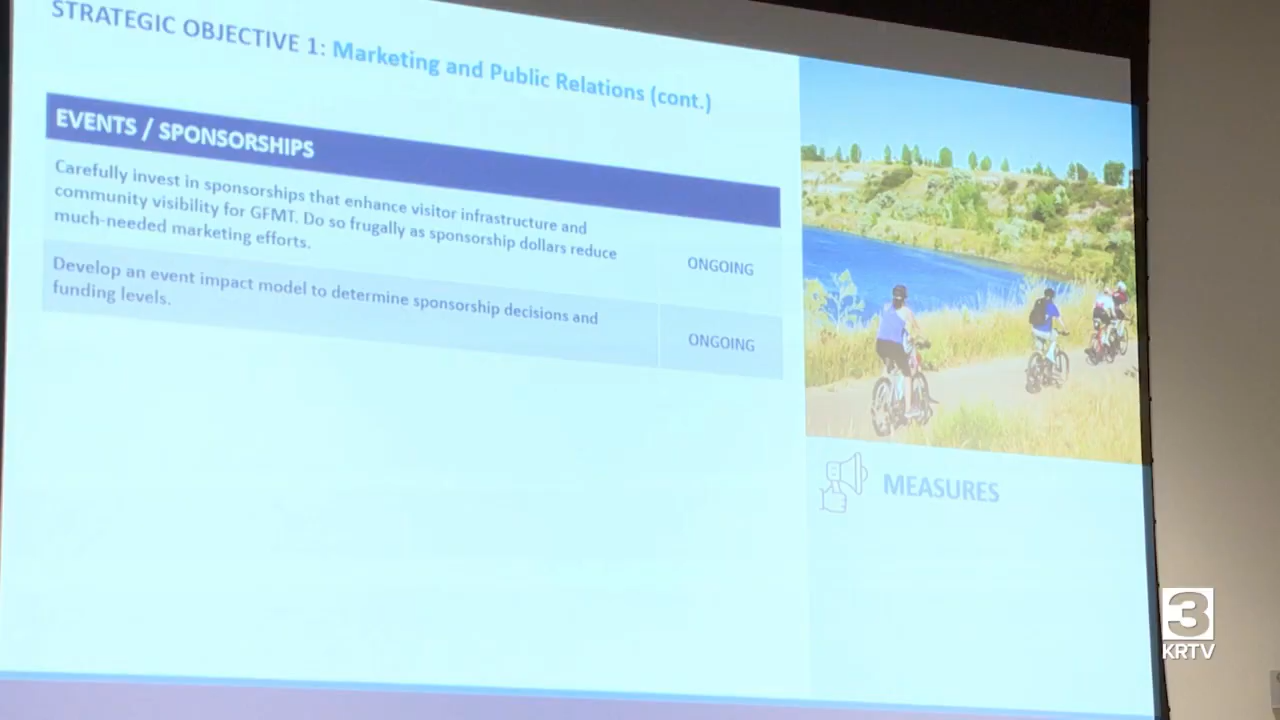 STRATEGIC OBJECTIVE 1: Marketing and Public Relations (cont.)
EVENTS / SPONSORSHIPS
Carefully invest in sponsorships that enhance visitor infrastructure and
community visibility for GFMT. Do so frugally as sponsorship dollars reduce
much-needed marketing efforts.
ONGOING
Develop an event impact model to determine sponsorship decisions and
funding levels.
ONGOING
MEASURES
3
KRTV